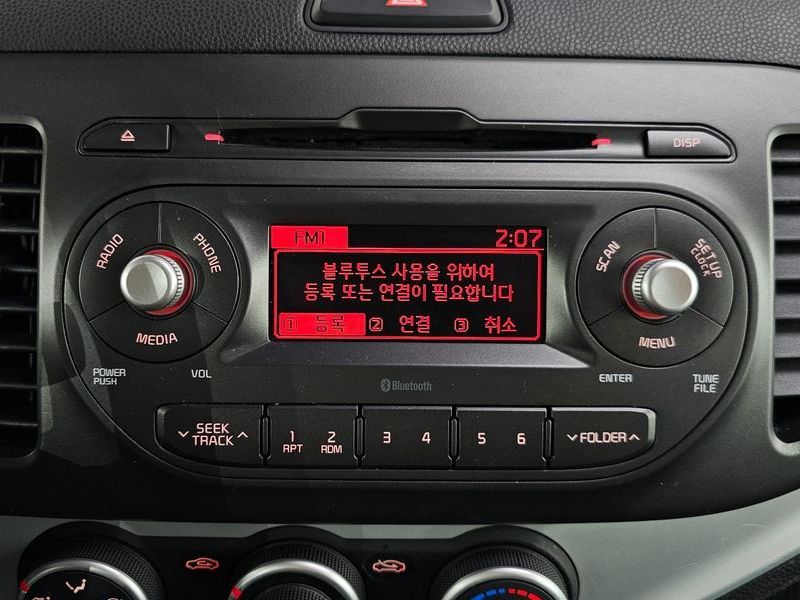 DISP
FM1 2:07
블루투스 사용을 위하여
등록 또는 연결이 필요합니다
1 등록 2 연결 3 취소
RADIO
PHONE
MEDIA
POWER
PUSH
VOL
SCAN
SETUP
CLOCK
MENU
ENTER
TUNE
FILE
Bluetooth
SEEK
TRACK
1 2 3 4 5 6
RPT RDM
FOLDER